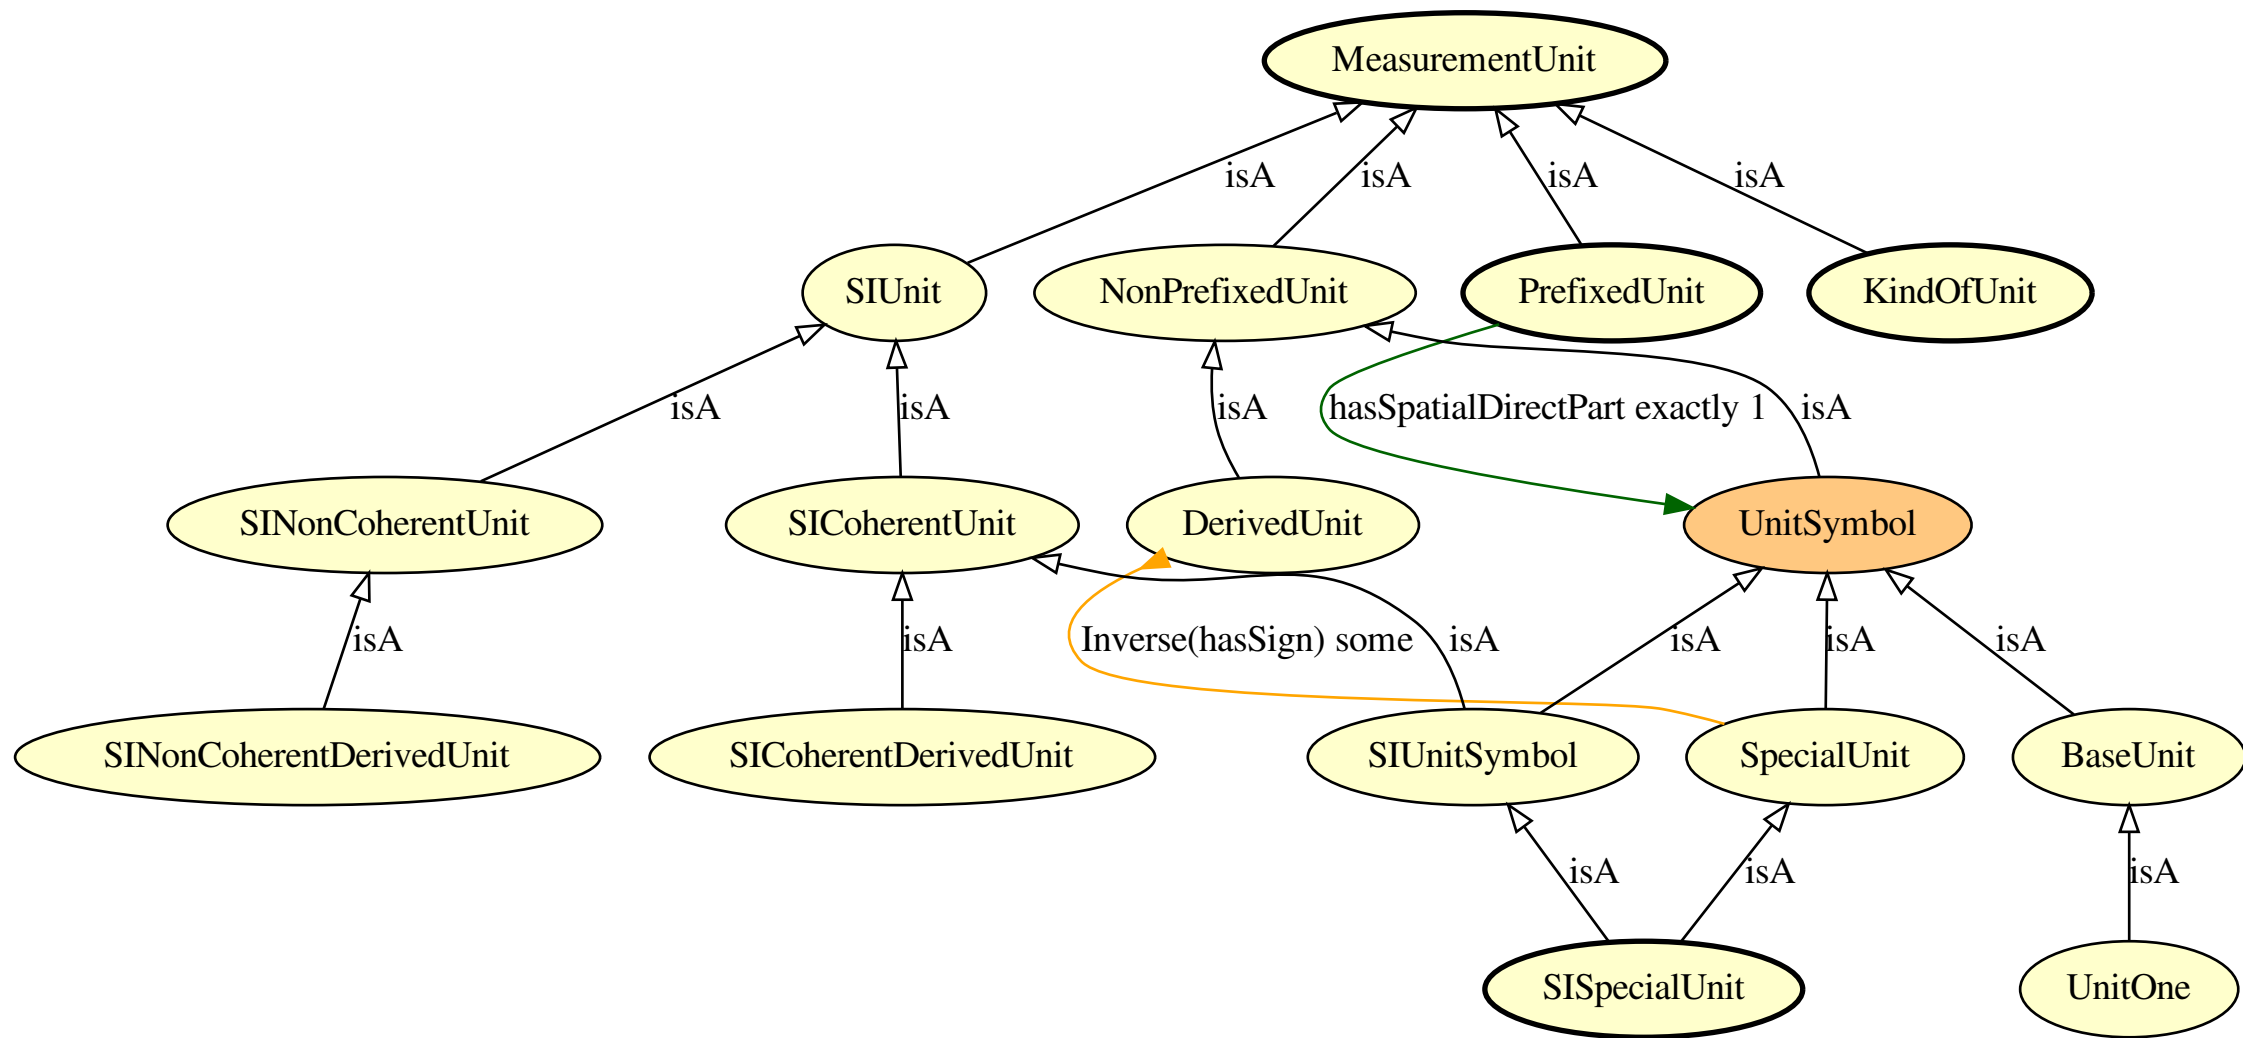 MeasurementUnit
isA
isA
isA
isA
SIUnit
NonPrefixedUnit
PrefixedUnit
KindOfUnit
isA
isA
isA
hasSpatialDirectPart exactly 1
isA
SINonCoherentUnit
SICoherentUnit
DerivedUnit
UnitSymbol
isA
isA
Inverse(hasSign) some
isA
isA
isA
isA
SINonCoherentDerivedUnit
SICoherentDerivedUnit
SIUnitSymbol
SpecialUnit
BaseUnit
isA
isA
isA
SISpecialUnit
UnitOne